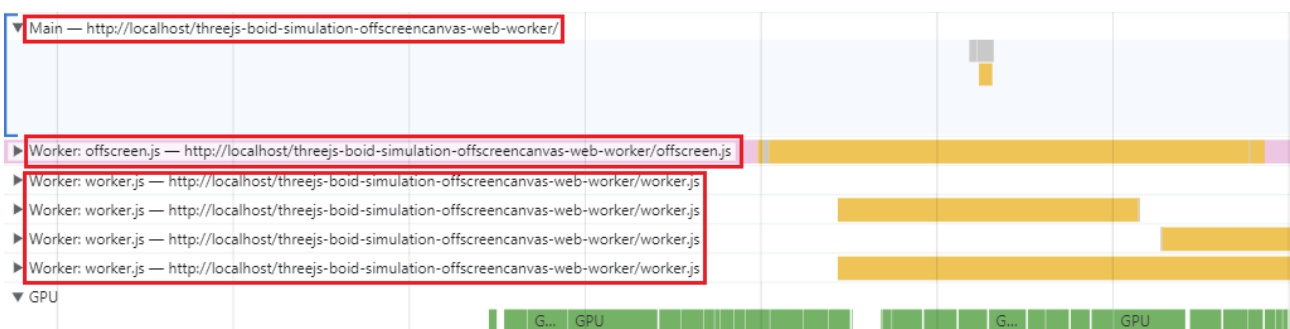 Main — http://localhost/threejs-boid-simulation-offscreencanvas-web-worker/
Worker: offscreen.js — http://localhost/threejs-boid-simulation-offscreencanvas-web-worker/offscreen.js
Worker: worker.js — http://localhost/threejs-boid-simulation-offscreencanvas-web-worker/worker.js
Worker: worker.js — http://localhost/threejs-boid-simulation-offscreencanvas-web-worker/worker.js
Worker: worker.js — http://localhost/threejs-boid-simulation-offscreencanvas-web-worker/worker.js
Worker: worker.js — http://localhost/threejs-boid-simulation-offscreencanvas-web-worker/worker.js
GPU
G... GPU G... GPU